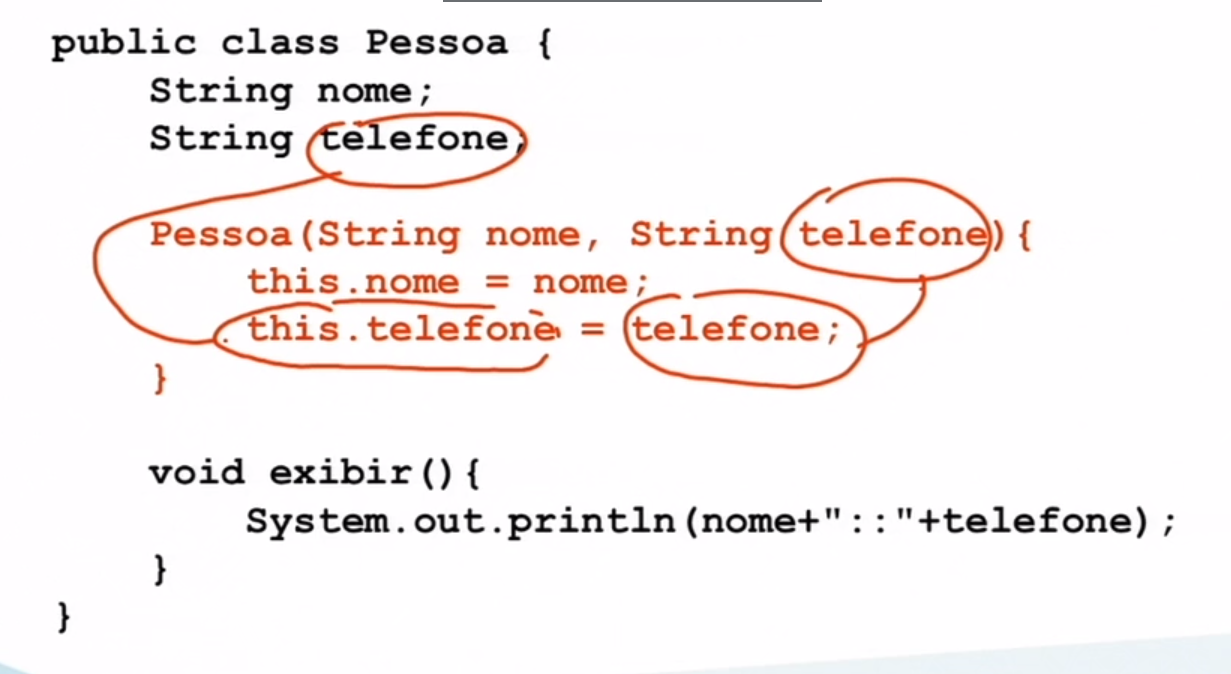 public class Pessoa {
String nome;
String telefone;
Pessoa(String nome, String telefone){
this.nome = nome;
this.telefone = telefone;
}
void exibir(){
System.out.println(nome+"::"+telefone);
}
}